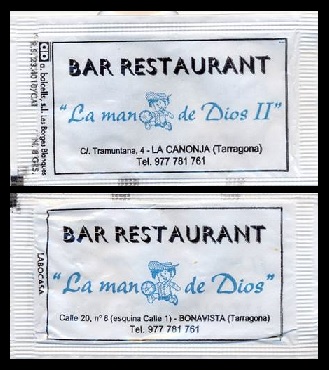 BAR RESTAURANT
"La mano de Dios II"
C/. Tramuntana, 4 - LA CANONJA (Tarragona)
Tel. 977 781 761
BAR RESTAURANT
"La mano de Dios"
Calle 20, nº 6 (esquina Calle 1) - BONAVISTA (Tarragona)
Tel. 977 781 761
LABOCASA